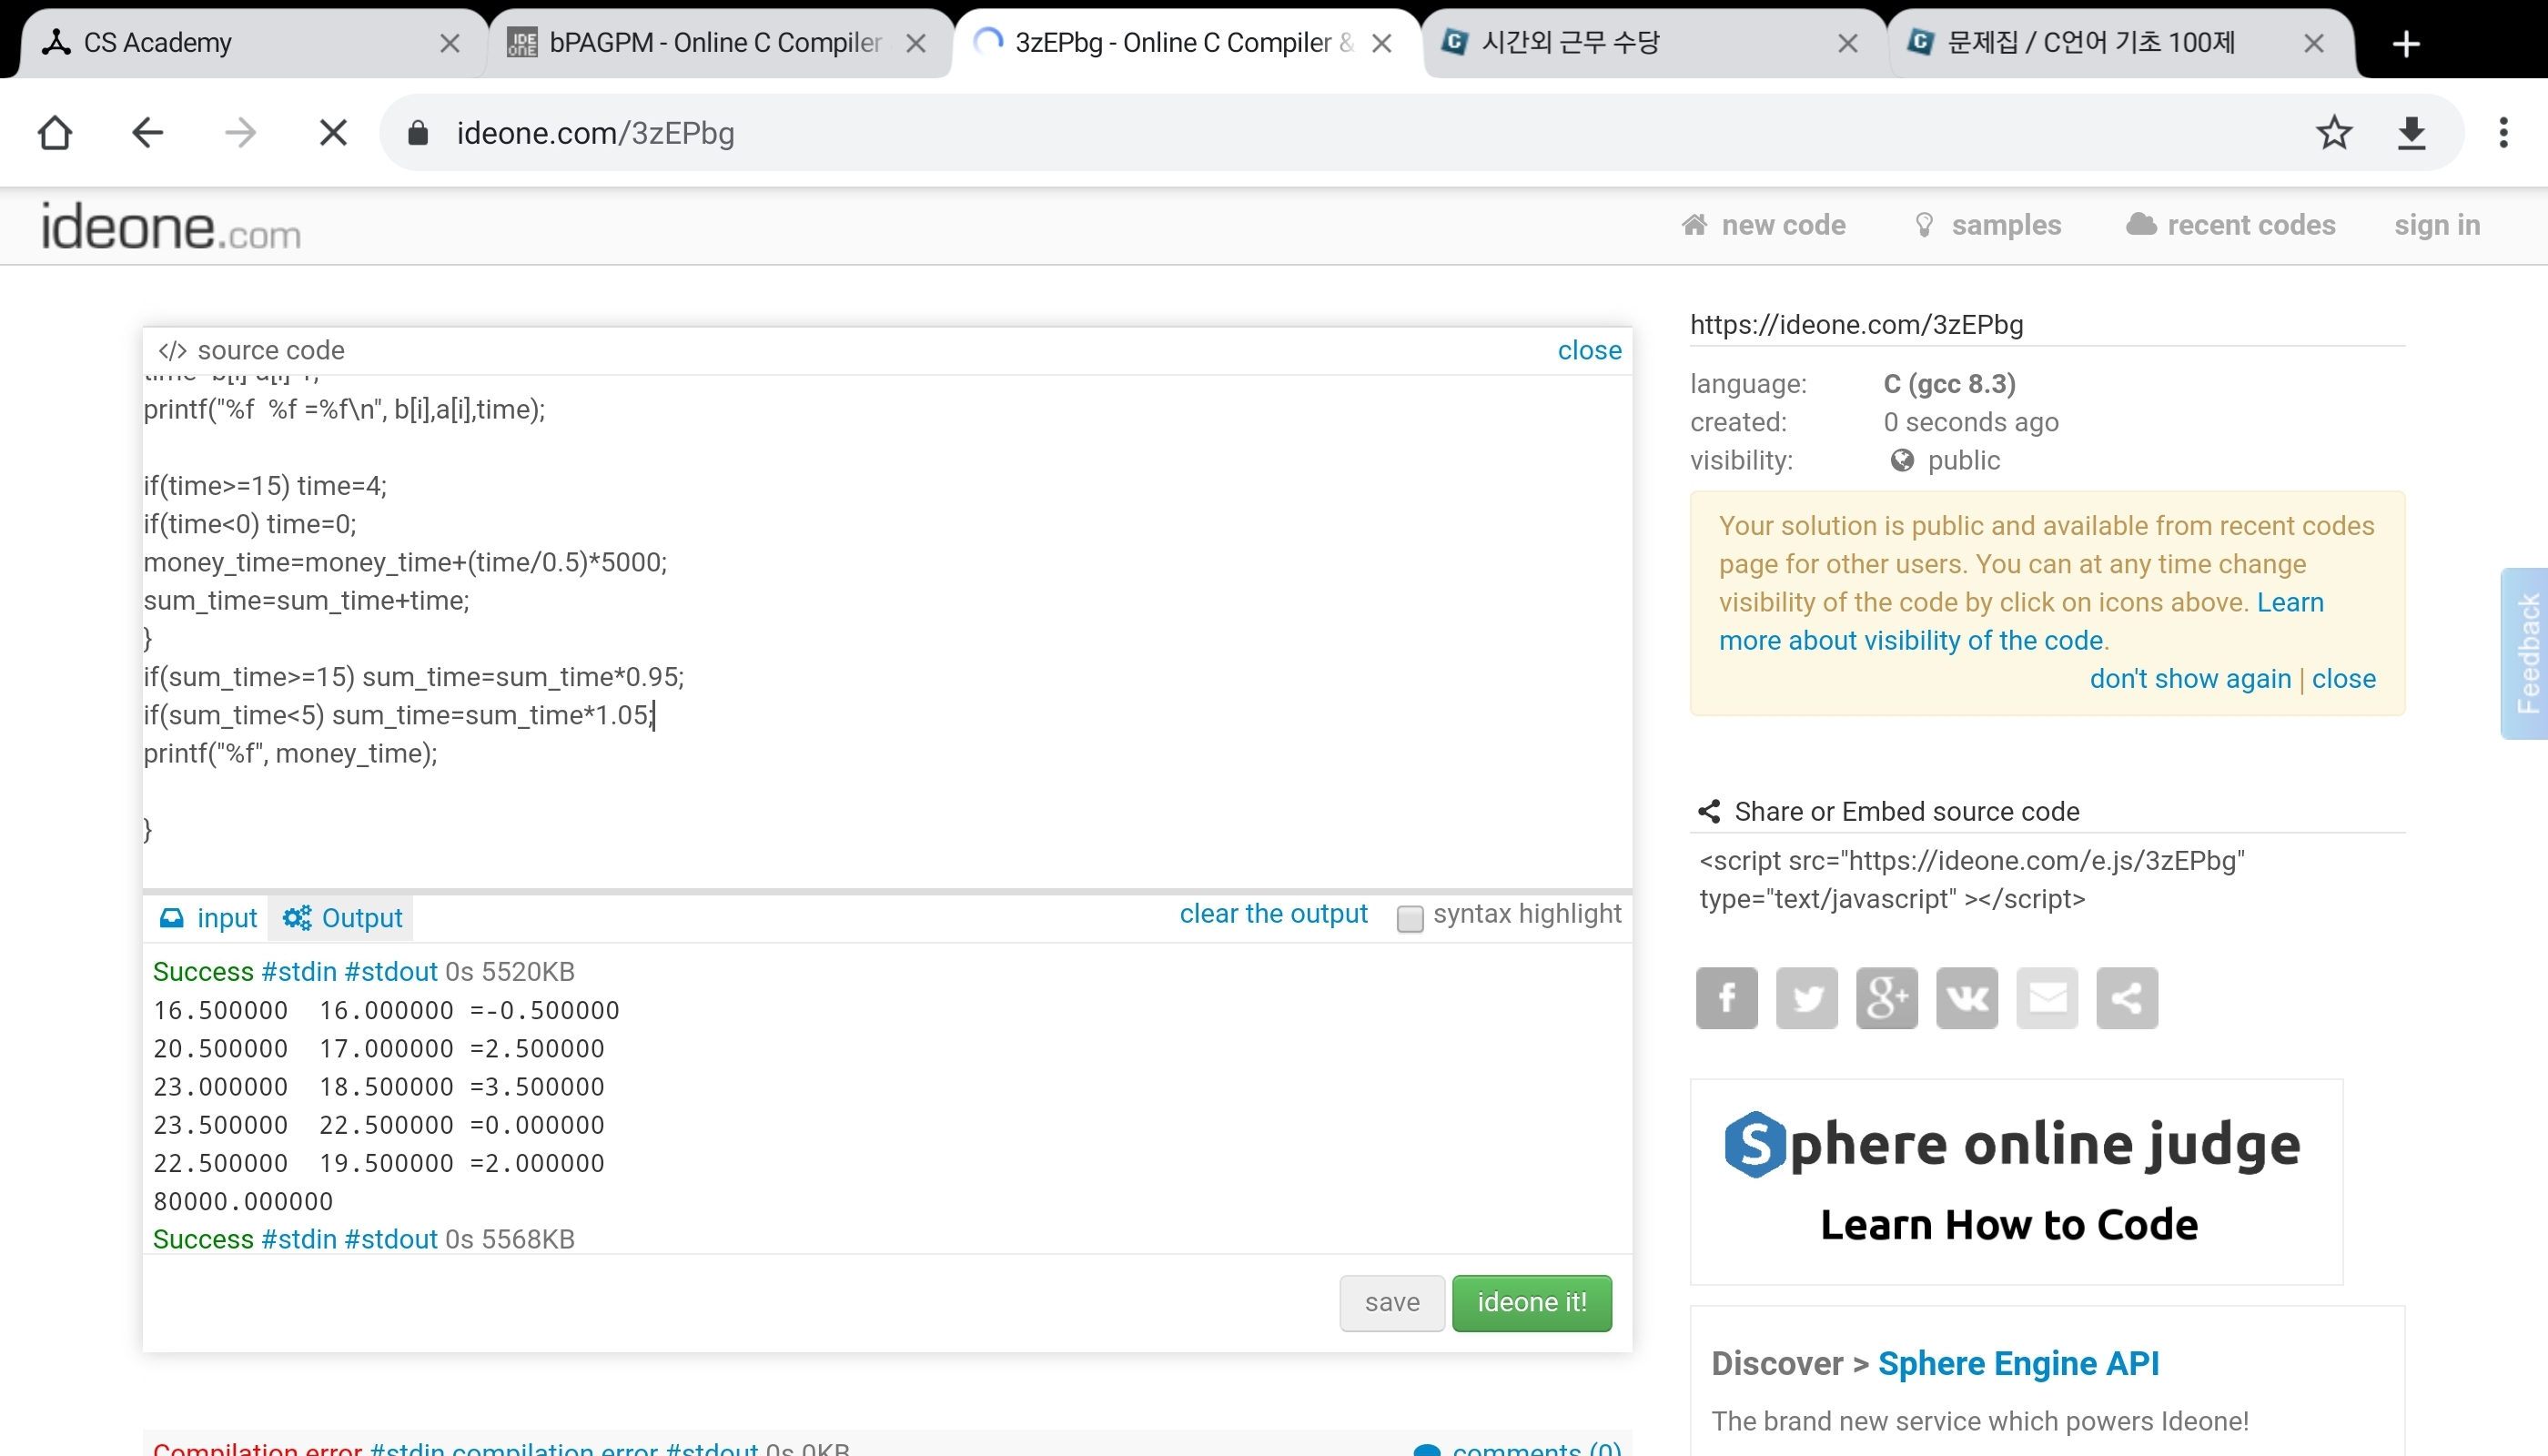 CS Academy
IDE ONE bPAGPM - Online C Compiler
3zEPbg - Online C Compiler &
시간외 근무 수당
문제집 / C언어 기초 100제
ideone.com/3zEPbg
ideone.com
new code
samples
recent codes
sign in
</> source code
close
printf("%f  %f =%f\n", b[i],a[i],time);
if(time>=15) time=4;
if(time<0) time=0;
money_time=money_time+(time/0.5)*5000;
sum_time=sum_time+time;
}
if(sum_time>=15) sum_time=sum_time*0.95;
if(sum_time<5) sum_time=sum_time*1.05;
printf("%f", money_time);
}
input
Output
clear the output
syntax highlight
Success #stdin #stdout 0s 5520KB
16.500000  16.000000 =-0.500000
20.500000  17.000000 =2.500000
23.000000  18.500000 =3.500000
23.500000  22.500000 =0.000000
22.500000  19.500000 =2.000000
80000.000000
Success #stdin #stdout 0s 5568KB
save
ideone it!
Compilation error #stdin compilation error #stdout 0s 0KB
comments (0)
https://ideone.com/3zEPbg
language: C (gcc 8.3)
created: 0 seconds ago
visibility: public
Your solution is public and available from recent codes
page for other users. You can at any time change
visibility of the code by click on icons above. Learn
more about visibility of the code.
don't show again | close
Share or Embed source code
<script src="https://ideone.com/e.js/3zEPbg"
type="text/javascript" ></script>
Sphere online judge
Learn How to Code
Discover > Sphere Engine API
The brand new service which powers Ideone!
Feedback